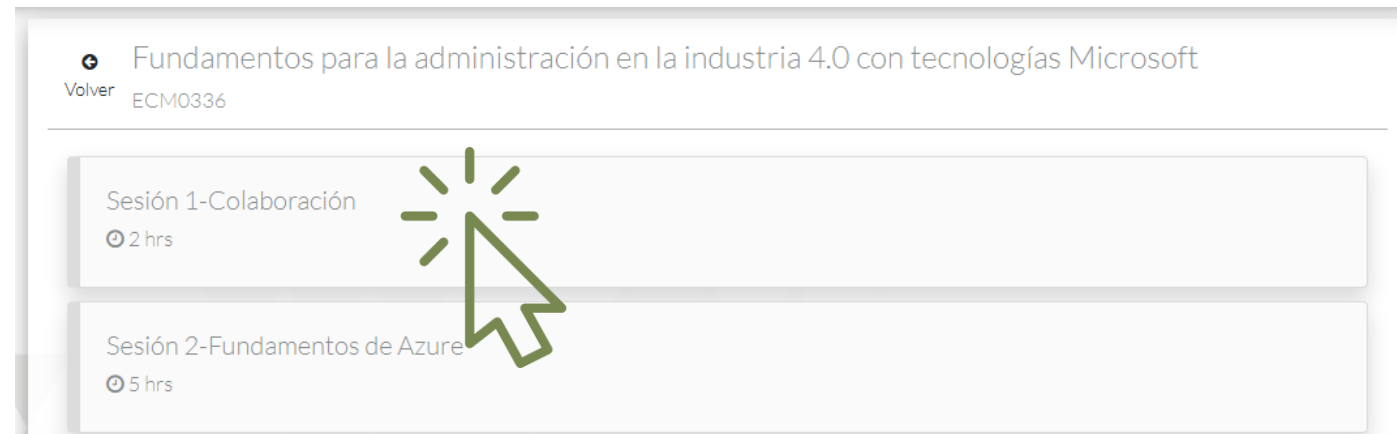 Fundamentos para la administración en la industria 4.0 con tecnologías Microsoft
Volver
ECM0336
Sesión 1-Colaboración
2 hrs
Sesión 2-Fundamentos de Azure
5 hrs